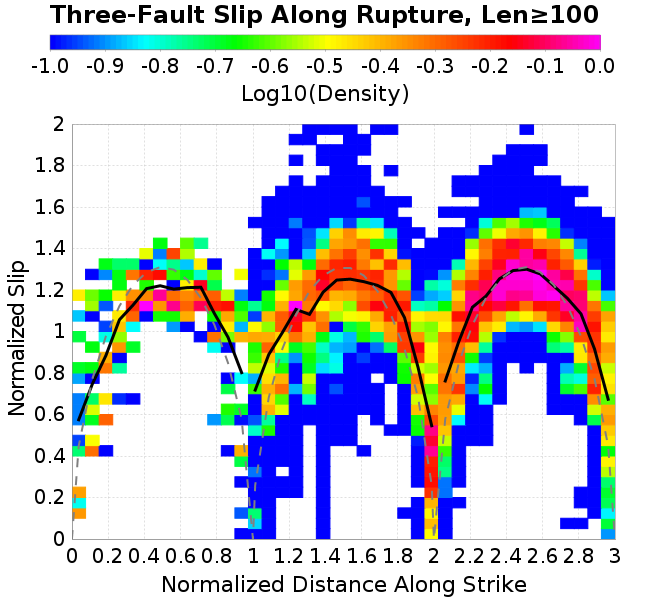 Three-Fault Slip Along Rupture, Len≥100
-1.0 -0.9 -0.8 -0.7 -0.6 -0.5 -0.4 -0.3 -0.2 -0.1 0.0
Log10(Density)
2
1.8
1.6
1.4
1.2
1
0.8
0.6
0.4
0.2
0
Normalized Slip
0 0.2 0.4 0.6 0.8 1 1.2 1.4 1.6 1.8 2 2.2 2.4 2.6 2.8 3
Normalized Distance Along Strike